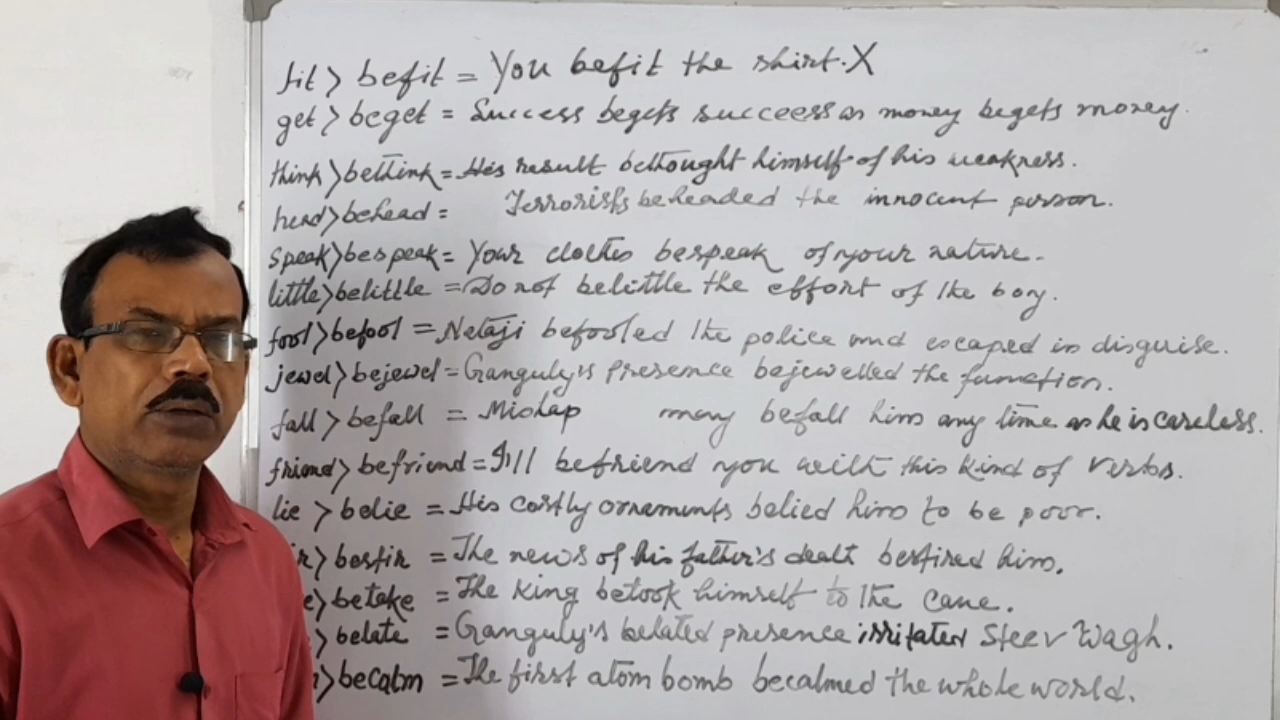 fit > befit = You befit the shirt. X
get > beget = Success begets success as money begets money.
think > bethink = His result bethought himself of his weakness.
head > behead = Terrorists beheaded the innocent person.
speak > bespeak = Your clothes bespeak of your nature.
little > belittle = Do not belittle the effort of the boy.
fool > befool = Netaji befooled the police and escaped in disguise.
jewel > bejewel = Ganguly's presence bejewelled the function.
fall > befall = Mishap may befall him any time as he is careless.
friend > befriend = I'll befriend you with this kind of verbs.
lie > belie = His costly ornaments belied him to be poor.
> bestir = The news of his father's death bestired him.
e > betake = The King betook himself to the cane.
> belate = Ganguly's belated presence irritated Steev Wagh.
> becalm = The first atom bomb becalmed the whole world.